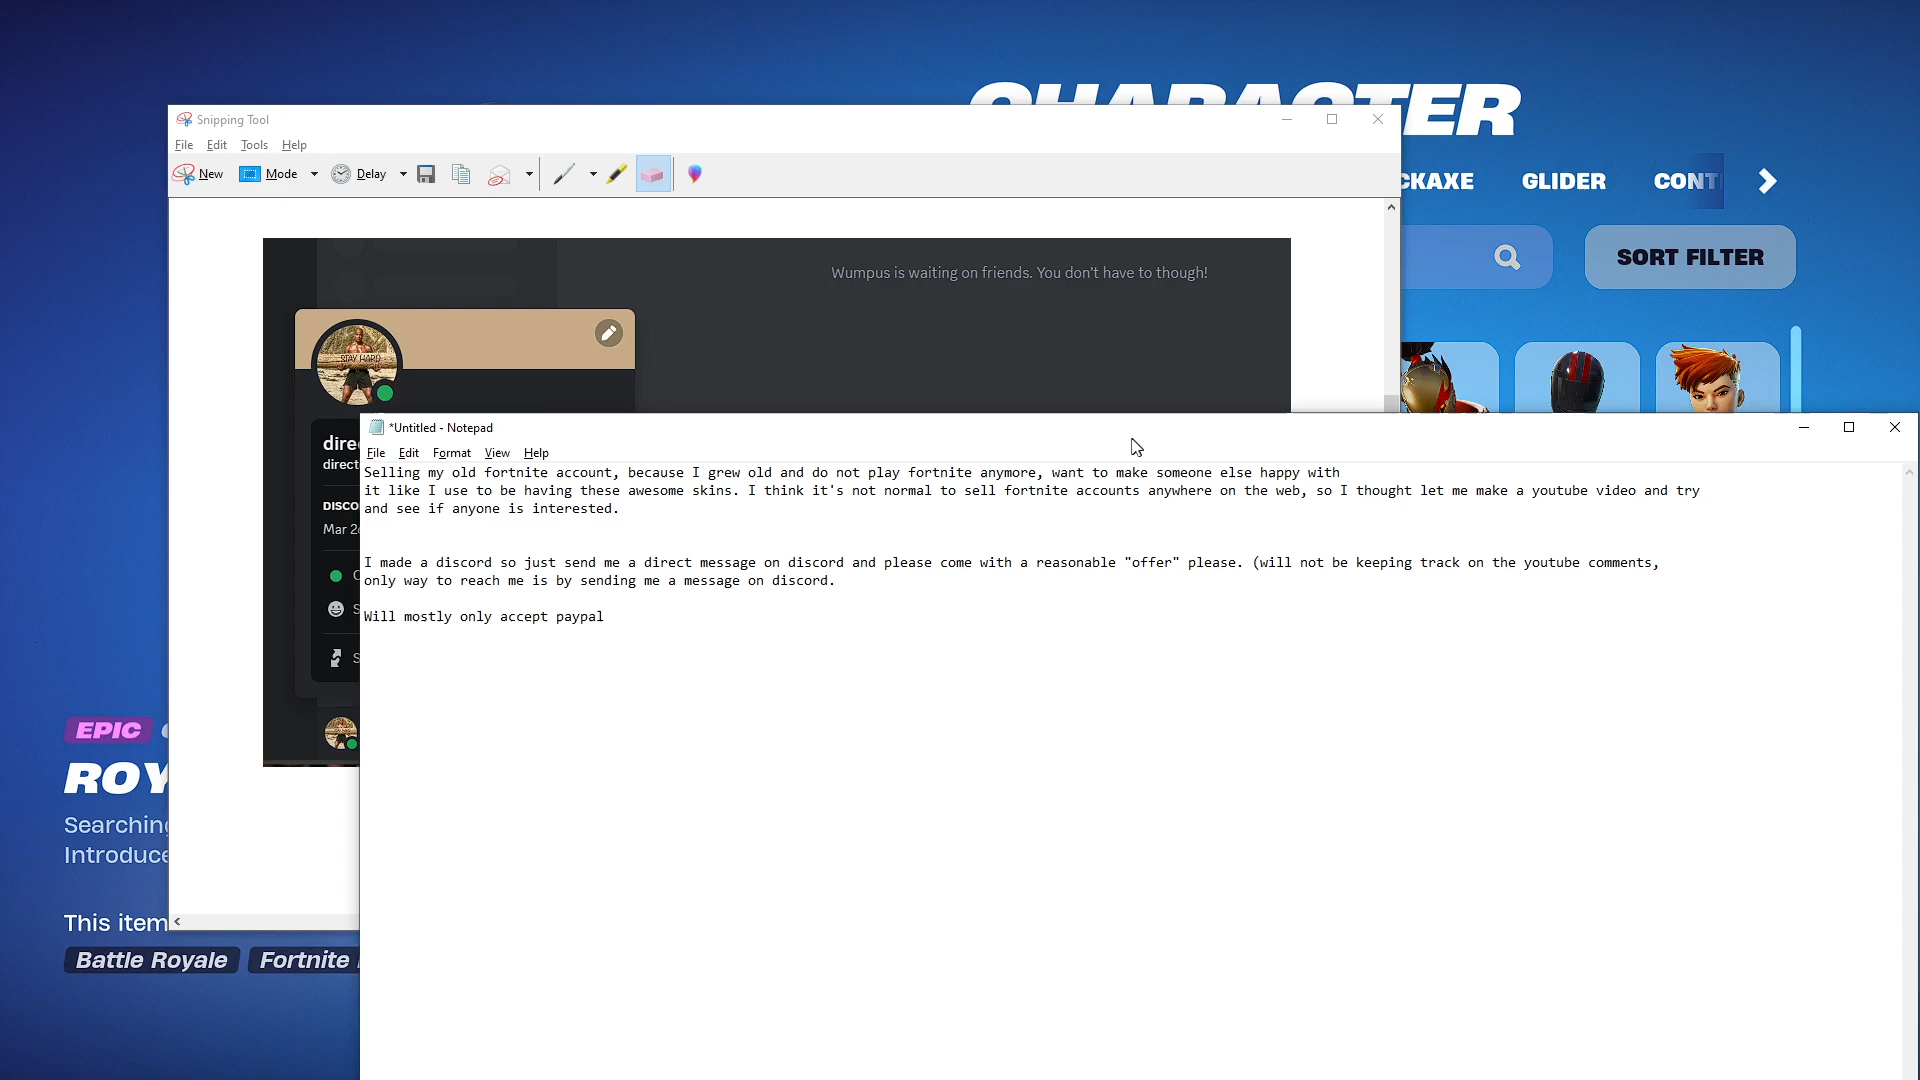 CHARACTER
Snipping Tool
File Edit Tools Help
New Mode Delay
GLIDER
SORT FILTER
Wumpus is waiting on friends. You don't have to though!
STAY HARD
*Untitled - Notepad
File Edit Format View Help
Selling my old fortnite account, because I grew old and do not play fortnite anymore, want to make someone else happy with
it like I use to be having these awesome skins. I think it's not normal to sell fortnite accounts anywhere on the web, so I thought let me make a youtube video and try
and see if anyone is interested.
I made a discord so just send me a direct message on discord and please come with a reasonable "offer" please. (will not be keeping track on the youtube comments,
only way to reach me is by sending me a message on discord.
Will mostly only accept paypal
EPIC
This item
Battle Royale Fortnite